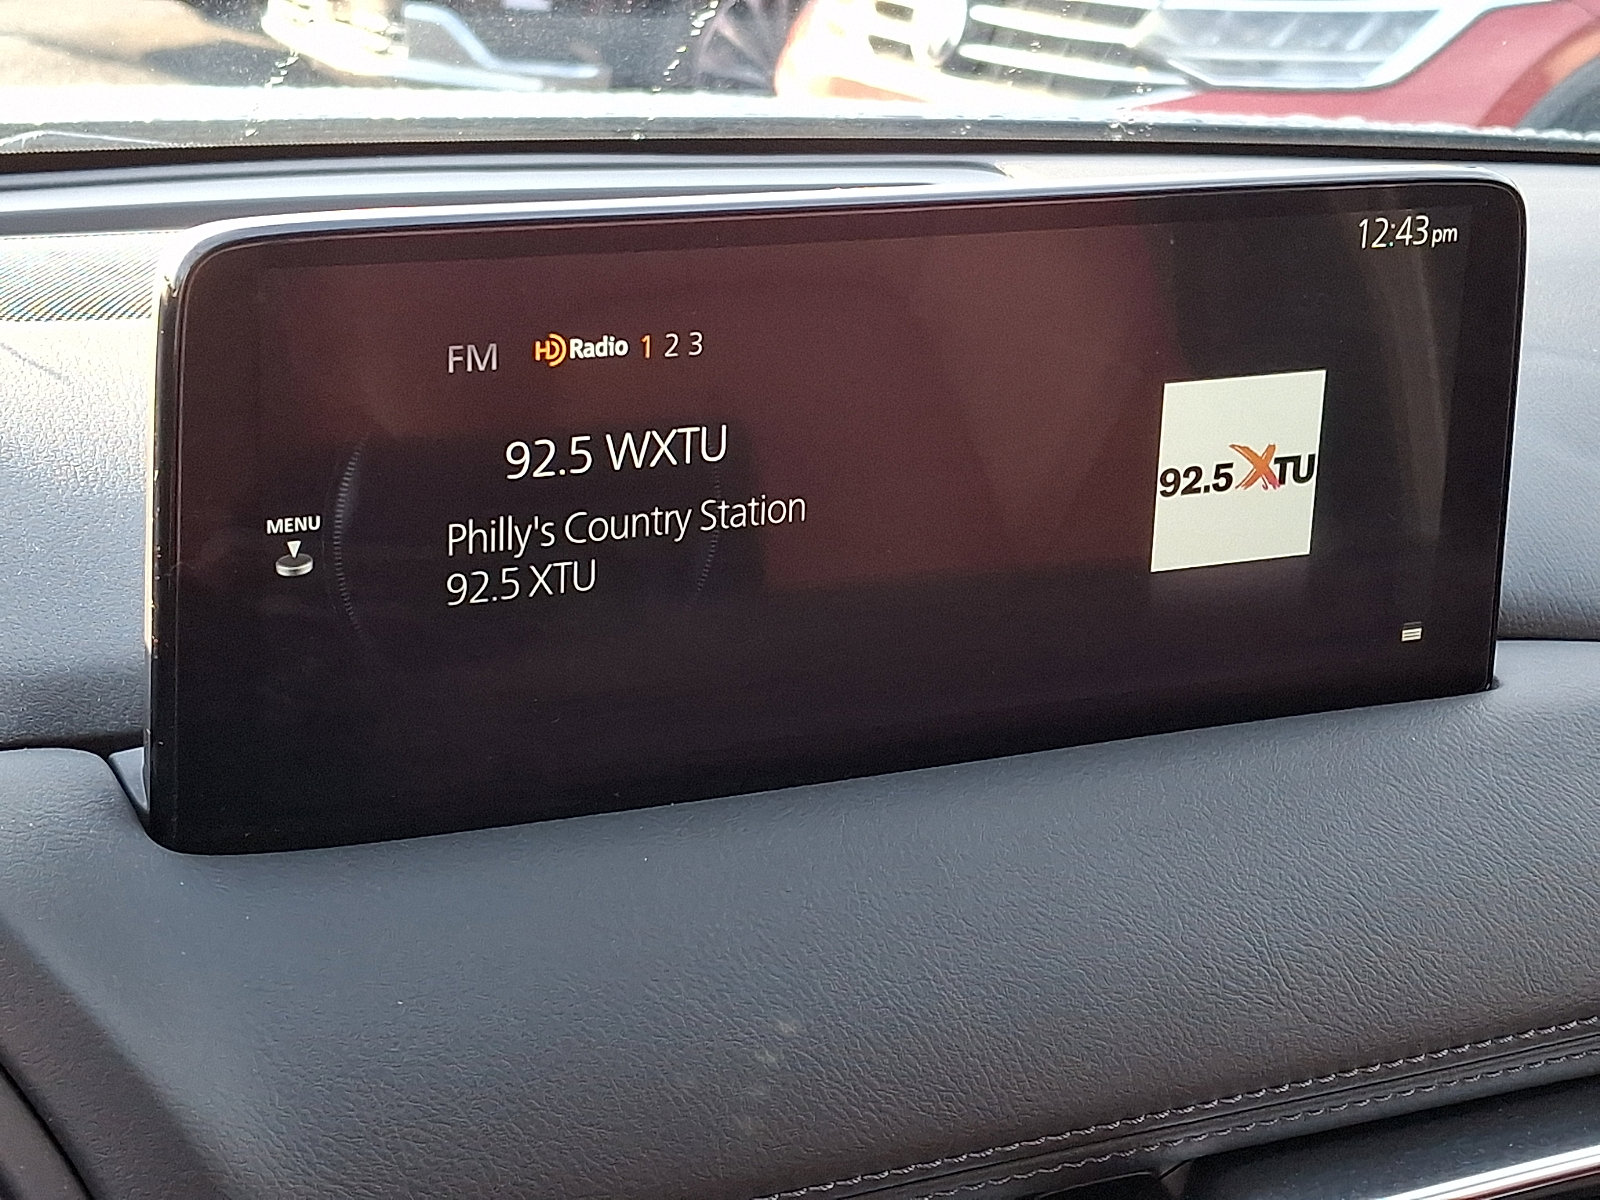 12:43pm
FM HD Radio 1 2 3
92.5 WXTU
Philly's Country Station
92.5 XTU
MENU
92.5 XTU